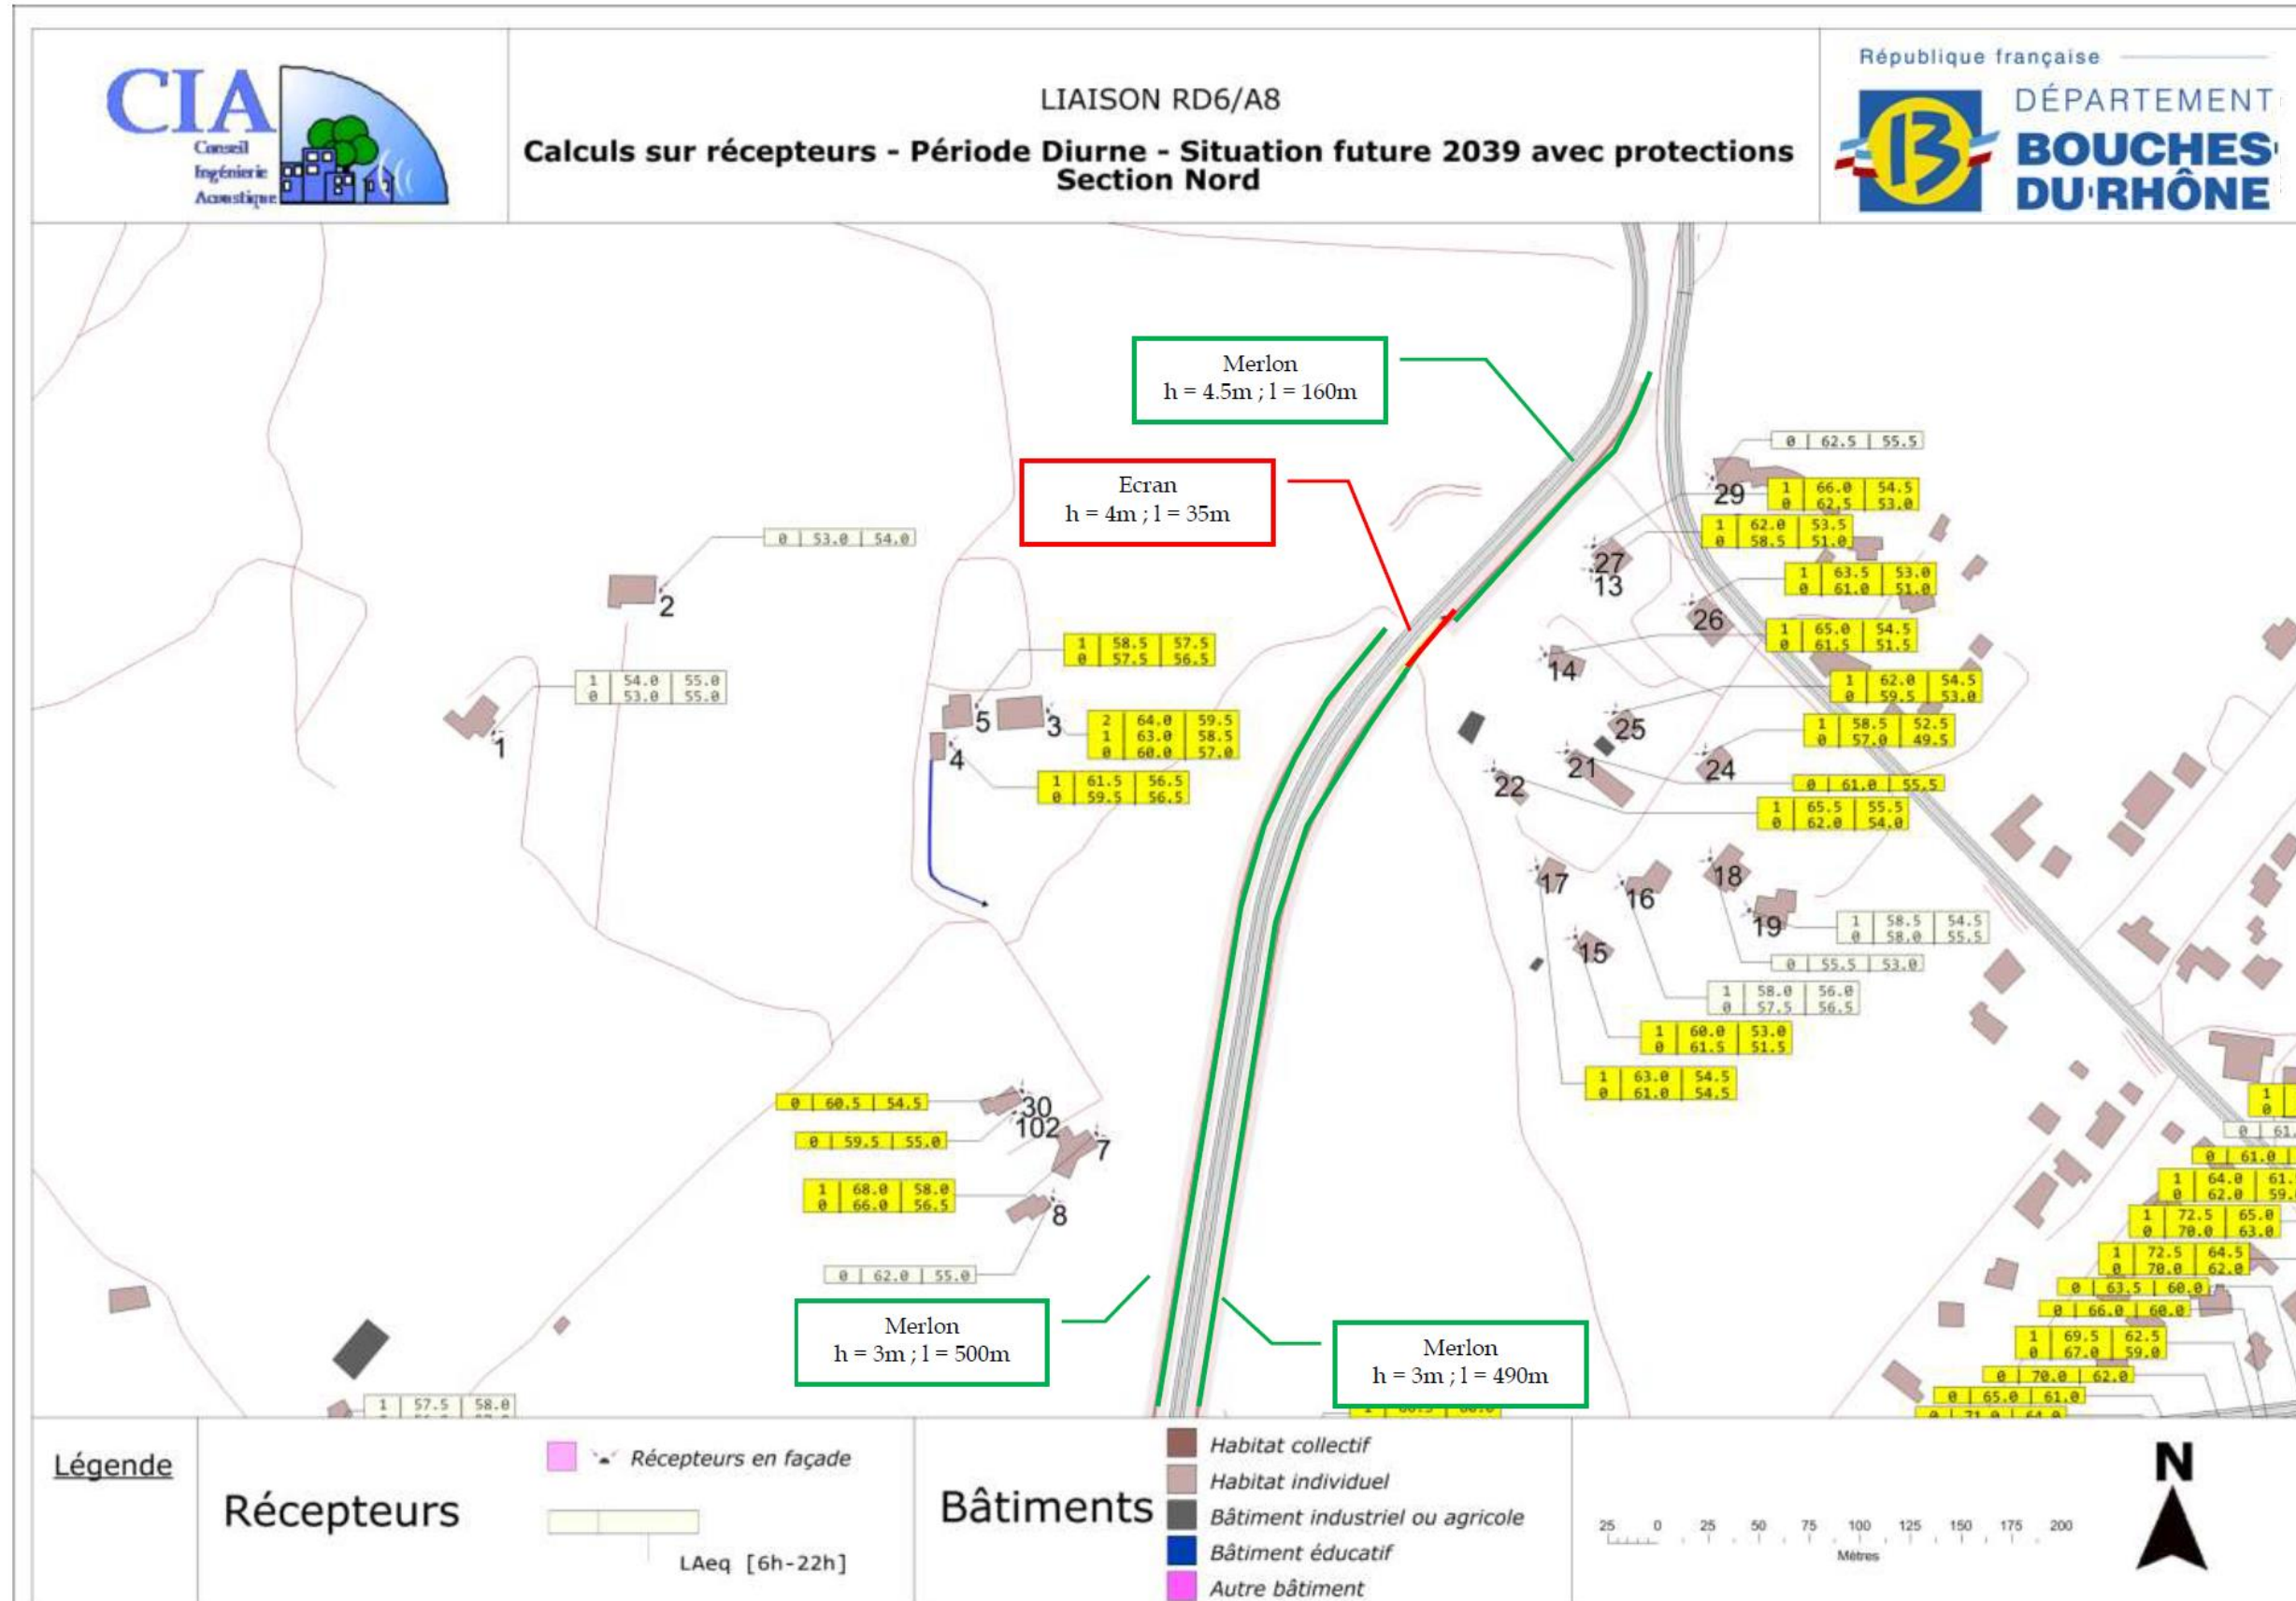 CIA
Conseil
Ingénierie
Acoustique
LIAISON RD6/A8
Calculs sur récepteurs - Période Diurne - Situation future 2039 avec protections
Section Nord
République française
13
DÉPARTEMENT
BOUCHES
DU RHÔNE
Merlon
h = 4.5m ; l = 160m
Ecran
h = 4m ; l = 35m
0 | 62.5 | 55.5
29
1 | 66.0 | 54.5
0 | 62.5 | 53.0
1 | 62.0 | 53.5
0 | 58.5 | 51.0
27
13
0 | 53.0 | 54.0
2
1 | 63.5 | 53.0
0 | 61.0 | 51.0
26
1 | 58.5 | 57.5
0 | 57.5 | 56.5
1 | 65.0 | 54.5
0 | 61.5 | 51.5
14
1 | 54.0 | 55.0
0 | 53.0 | 55.0
1
1 | 62.0 | 54.5
0 | 59.5 | 53.0
5
3
2 | 64.0 | 59.5
1 | 63.0 | 58.5
0 | 60.0 | 57.0
25
1 | 58.5 | 52.5
0 | 57.0 | 49.5
4
21
24
1 | 61.5 | 56.5
0 | 59.5 | 56.5
22
0 | 61.0 | 55.5
1 | 65.5 | 55.5
0 | 62.0 | 54.0
17
16
18
19
1 | 58.5 | 54.5
0 | 58.0 | 55.5
15
0 | 55.5 | 53.0
1 | 58.0 | 56.0
0 | 57.5 | 56.5
1 | 60.0 | 53.0
0 | 61.5 | 51.5
1 | 63.0 | 54.5
0 | 61.0 | 54.5
0 | 60.5 | 54.5
30
102
0 | 59.5 | 55.0
7
1 | 68.0 | 58.0
0 | 66.0 | 56.5
8
0 | 62.0 | 55.0
1
0
0 | 61.
0 | 61.0 |
1 | 64.0 | 61.
0 | 62.0 | 59.
1 | 72.5 | 65.0
0 | 70.0 | 63.0
1 | 72.5 | 64.5
0 | 70.0 | 62.0
0 | 63.5 | 60.0
0 | 66.0 | 60.0
1 | 69.5 | 62.5
0 | 67.0 | 59.0
0 | 70.0 | 62.0
0 | 65.0 | 61.0
Merlon
h = 3m ; l = 500m
Merlon
h = 3m ; l = 490m
1 | 57.5 | 58.0
Légende
Récepteurs
Récepteurs en façade
LAeq [6h-22h]
Bâtiments
Habitat collectif
Habitat individuel
Bâtiment industriel ou agricole
Bâtiment éducatif
Autre bâtiment
25 0 25 50 75 100 125 150 175 200
Mètres
N